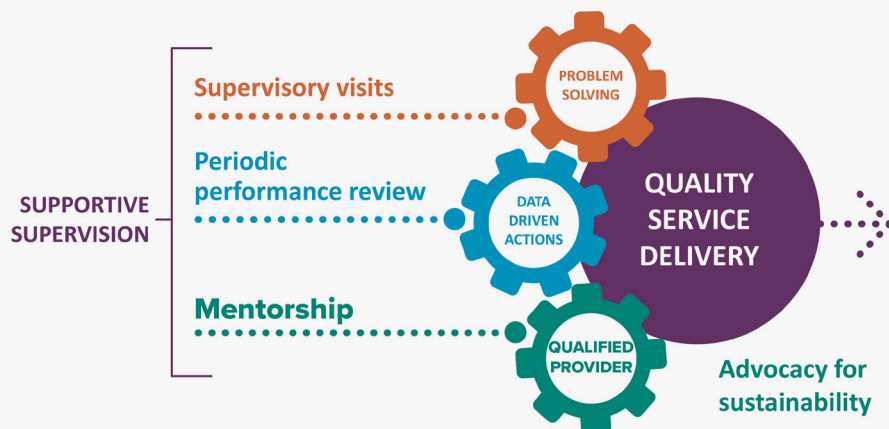 SUPPORTIVE
SUPERVISION
Supervisory visits
PROBLEM
SOLVING
Periodic
performance review
DATA
DRIVEN
ACTIONS
Mentorship
QUALIFIED
PROVIDER
QUALITY
SERVICE
DELIVERY
Advocacy for
sustainability